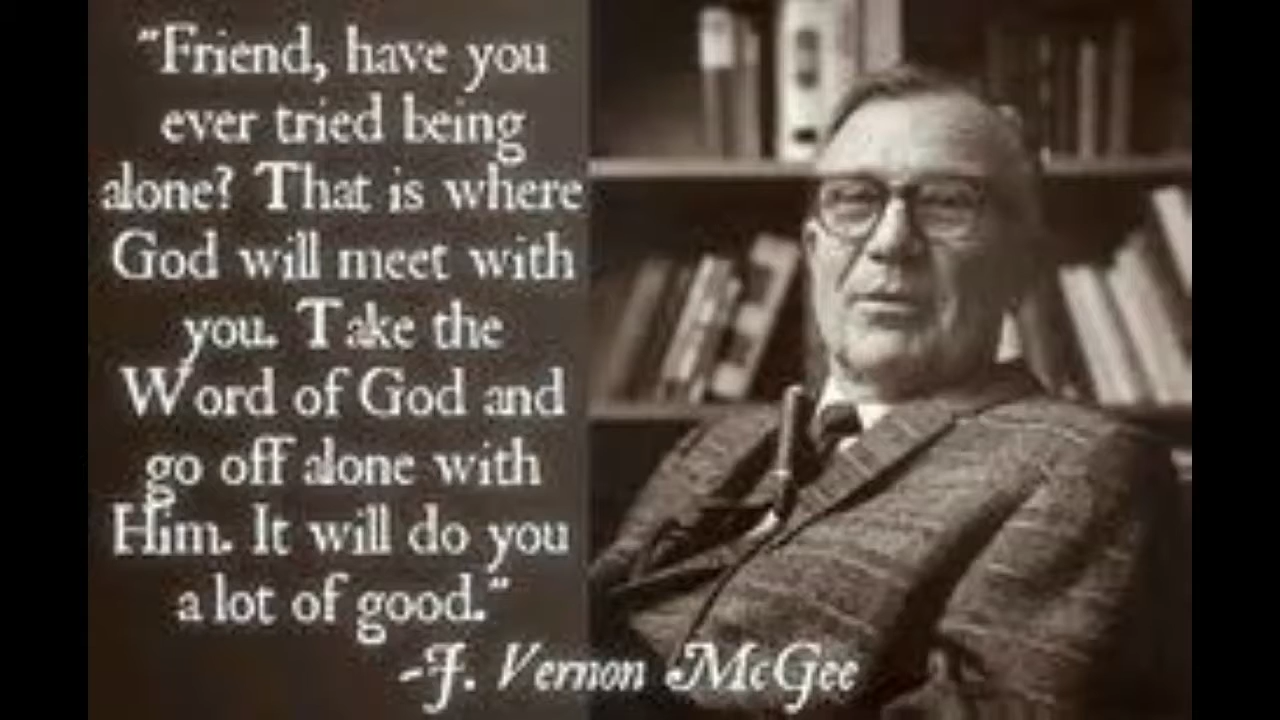 "Friend, have you
ever tried being
alone? That is where
God will meet with
you. Take the
Word of God and
go off alone with
Him. It will do you
a lot of good."
-J. Vernon McGee